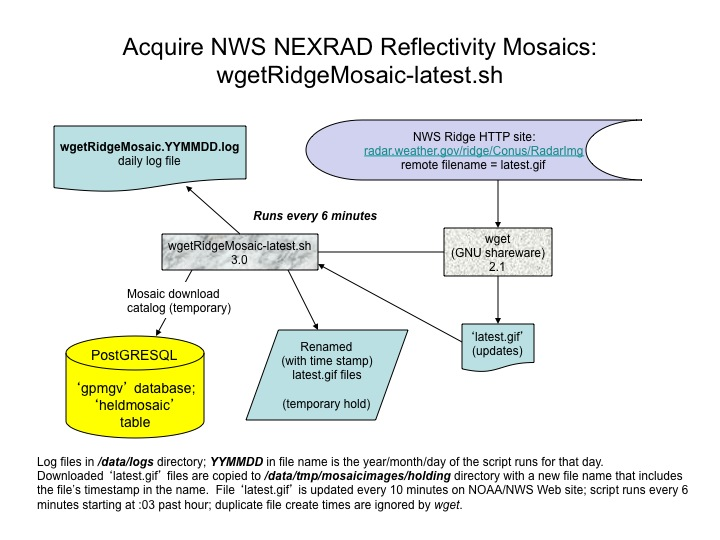 Acquire NWS NEXRAD Reflectivity Mosaics:
wgetRidgeMosaic-latest.sh
wgetRidgeMosaic.YYMMDD.log
daily log file
NWS Ridge HTTP site:
radar.weather.gov/ridge/Conus/RadarImg
remote filename = latest.gif
Runs every 6 minutes
wgetRidgeMosaic-latest.sh
3.0
wget
(GNU shareware)
2.1
Mosaic download
catalog (temporary)
PostGRESQL
‘gpmgv’ database;
‘heldmosaic’
table
Renamed
(with time stamp)
latest.gif files
(temporary hold)
‘latest.gif’
(updates)
Log files in /data/logs directory; YYMMDD in file name is the year/month/day of the script runs for that day.
Downloaded ‘latest.gif’ files are copied to /data/tmp/mosaicimages/holding directory with a new file name that includes
the file’s timestamp in the name.  File ‘latest.gif’ is updated every 10 minutes on NOAA/NWS Web site; script runs every 6
minutes starting at :03 past hour; duplicate file create times are ignored by wget.